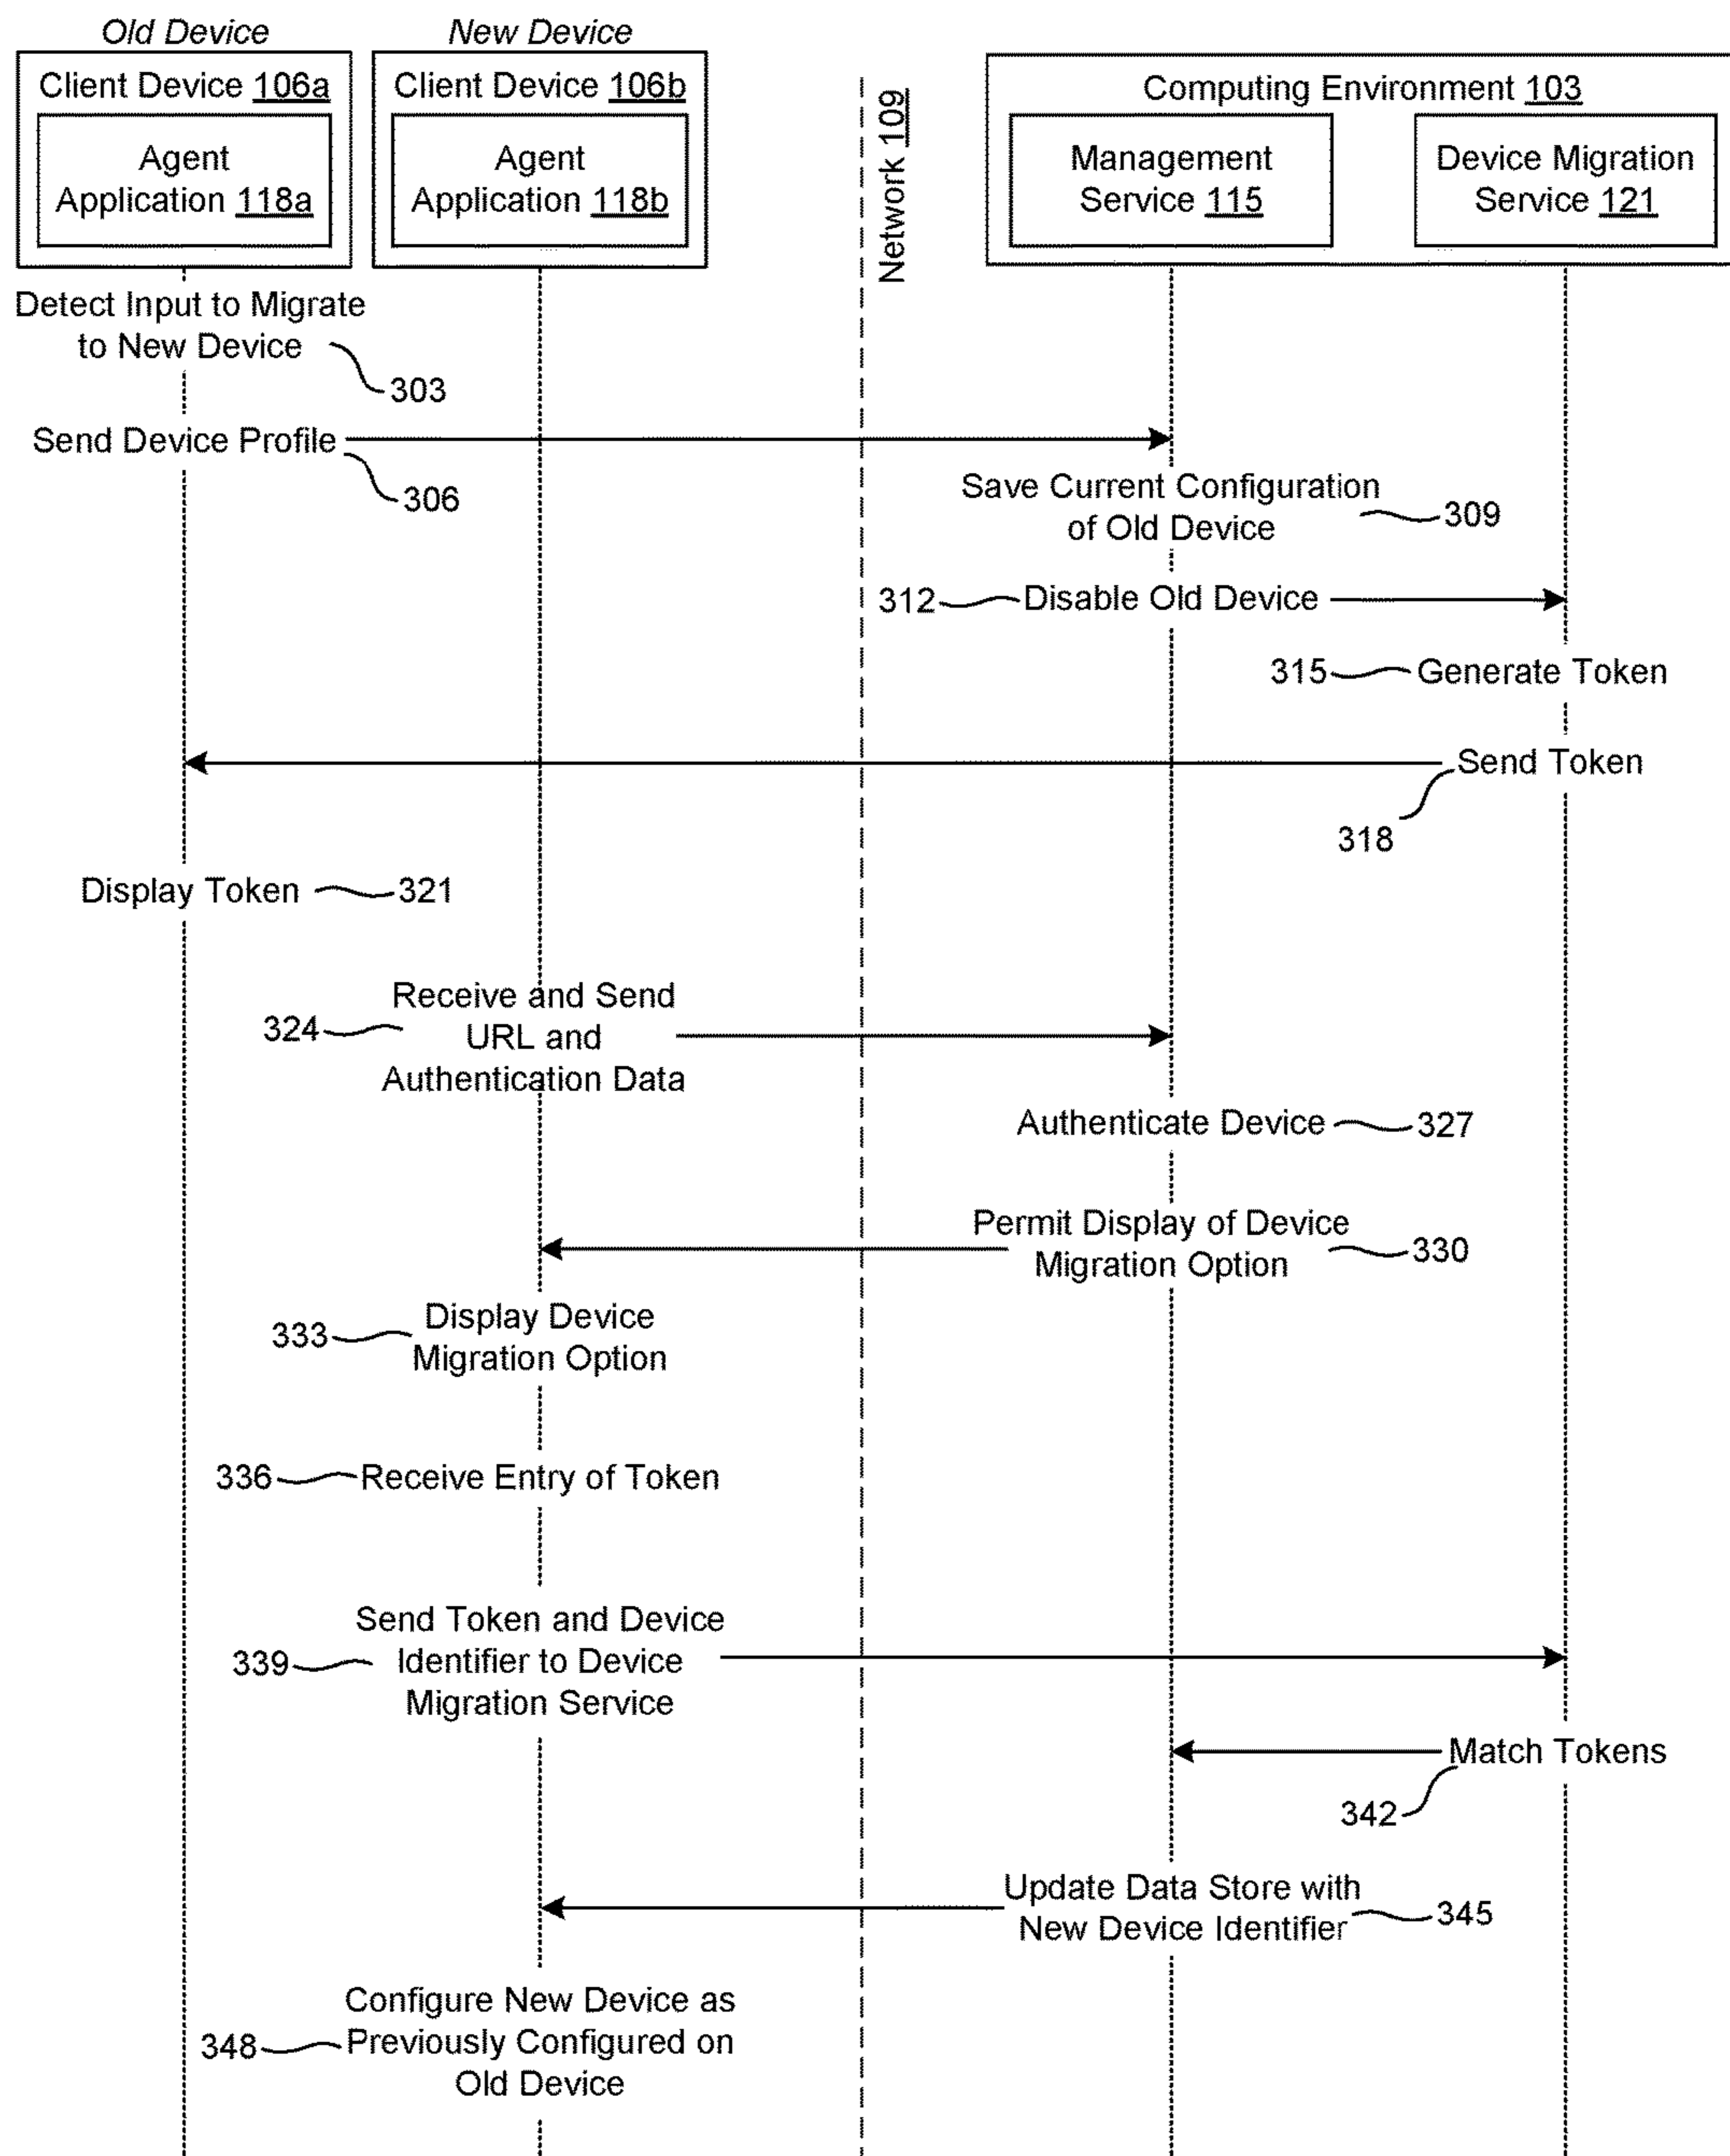 Old Device
New Device
Client Device 106a
Client Device 106b
Computing Environment 103
Agent
Application 118a
Agent
Application 118b
Network 109
Management
Service 115
Device Migration
Service 121
Detect Input to Migrate
to New Device
303
Send Device Profile
306
Save Current Configuration
of Old Device
309
312
Disable Old Device
315
Generate Token
Send Token
318
Display Token
321
324
Receive and Send
URL and
Authentication Data
Authenticate Device
327
Permit Display of Device
Migration Option
330
333
Display Device
Migration Option
336
Receive Entry of Token
339
Send Token and Device
Identifier to Device
Migration Service
Match Tokens
342
Update Data Store with
New Device Identifier
345
348
Configure New Device as
Previously Configured on
Old Device